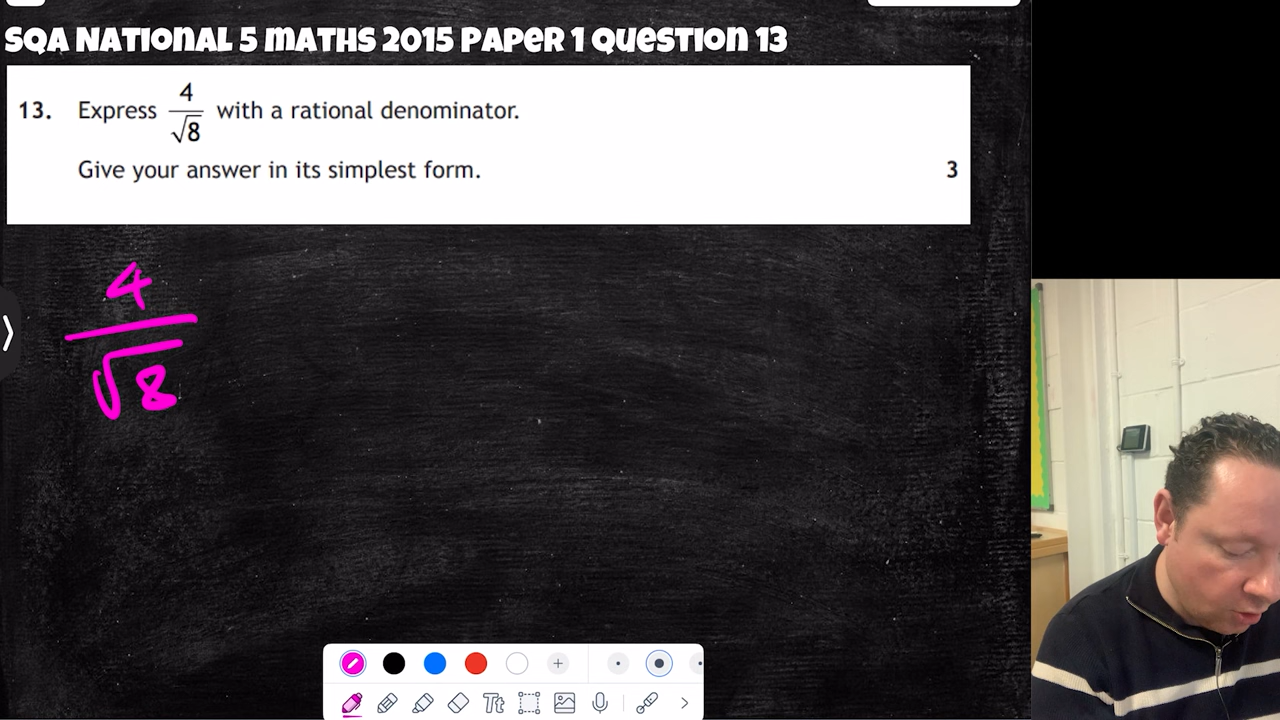 SQA National 5 maths 2015 Paper 1 Question 13
13. Express 4/√8 with a rational denominator.
Give your answer in its simplest form. 3
4
√8
Tt